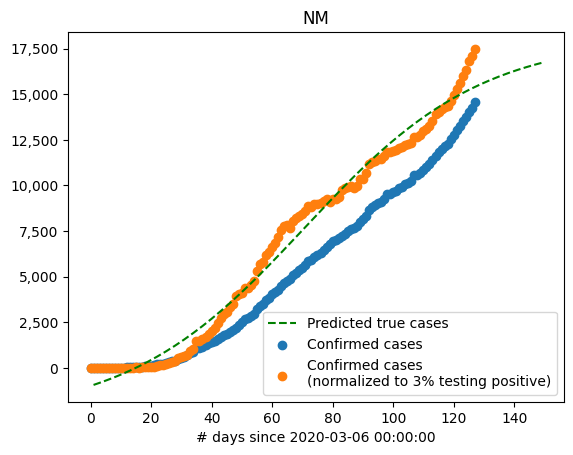 NM
17,500
15,000
12,500
10,000
7,500
5,000
2,500
0
Predicted true cases
Confirmed cases
Confirmed cases
(normalized to 3% testing positive)
0 20 40 60 80 100 120 140
# days since 2020-03-06 00:00:00